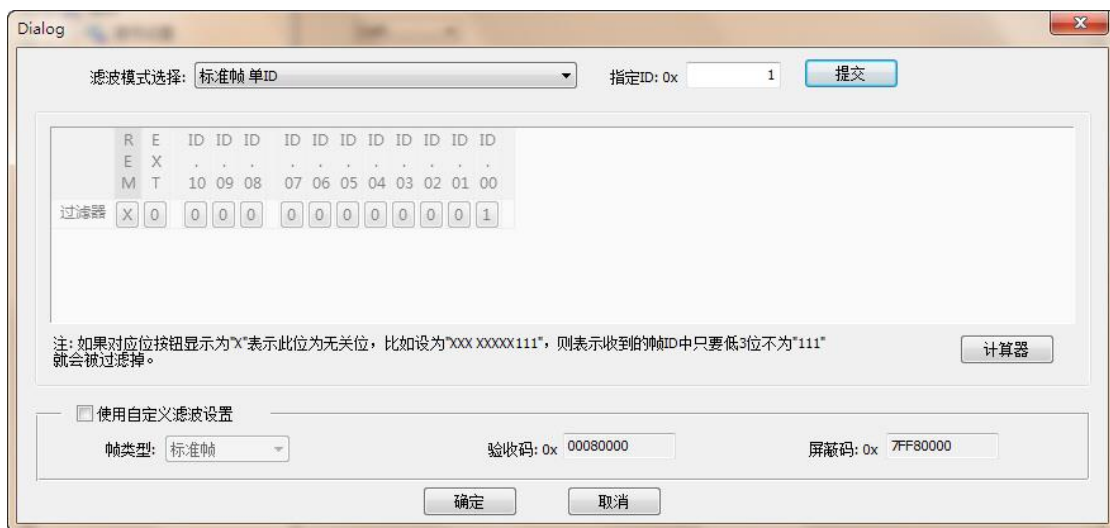 Dialog
滤波模式选择: 标准帧 单ID 指定ID: 0x 1 提交
R E ID ID ID ID ID ID ID ID ID ID ID
E X . . . . . . . . . . .
M T 10 09 08 07 06 05 04 03 02 01 00
过滤器 X 0 0 0 0 0 0 0 0 0 0 0 1
注: 如果对应位按钮显示为"X"表示此位为无关位，比如设为"XXX XXXXX111"，则表示收到的帧ID中只要低3位不为"111"
就会被过滤掉。
计算器
使用自定义滤波设置
帧类型: 标准帧 验收码: 0x 00080000 屏蔽码: 0x 7FF80000
确定 取消